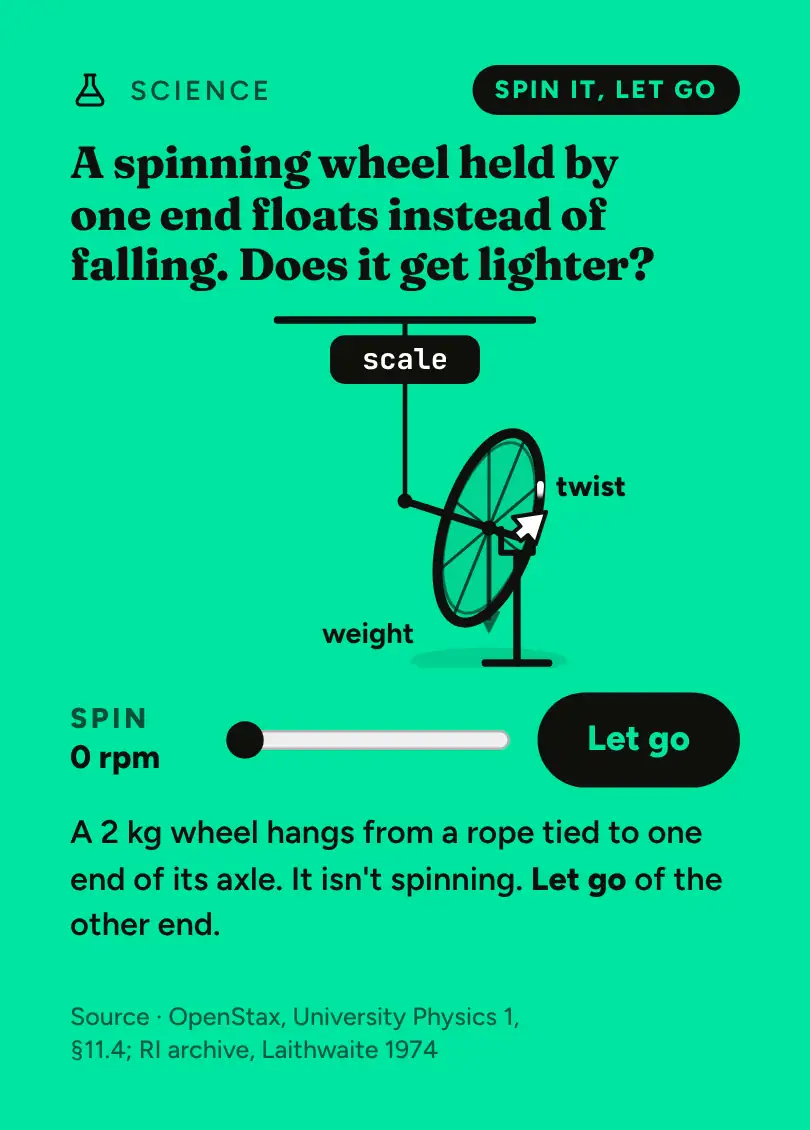 SCIENCE
SPIN IT, LET GO
A spinning wheel held by
one end floats instead of
falling. Does it get lighter?
scale
twist
weight
SPIN
0 rpm
Let go
A 2 kg wheel hangs from a rope tied to one
end of its axle. It isn't spinning. Let go of the
other end.
Source · OpenStax, University Physics 1,
§11.4; RI archive, Laithwaite 1974